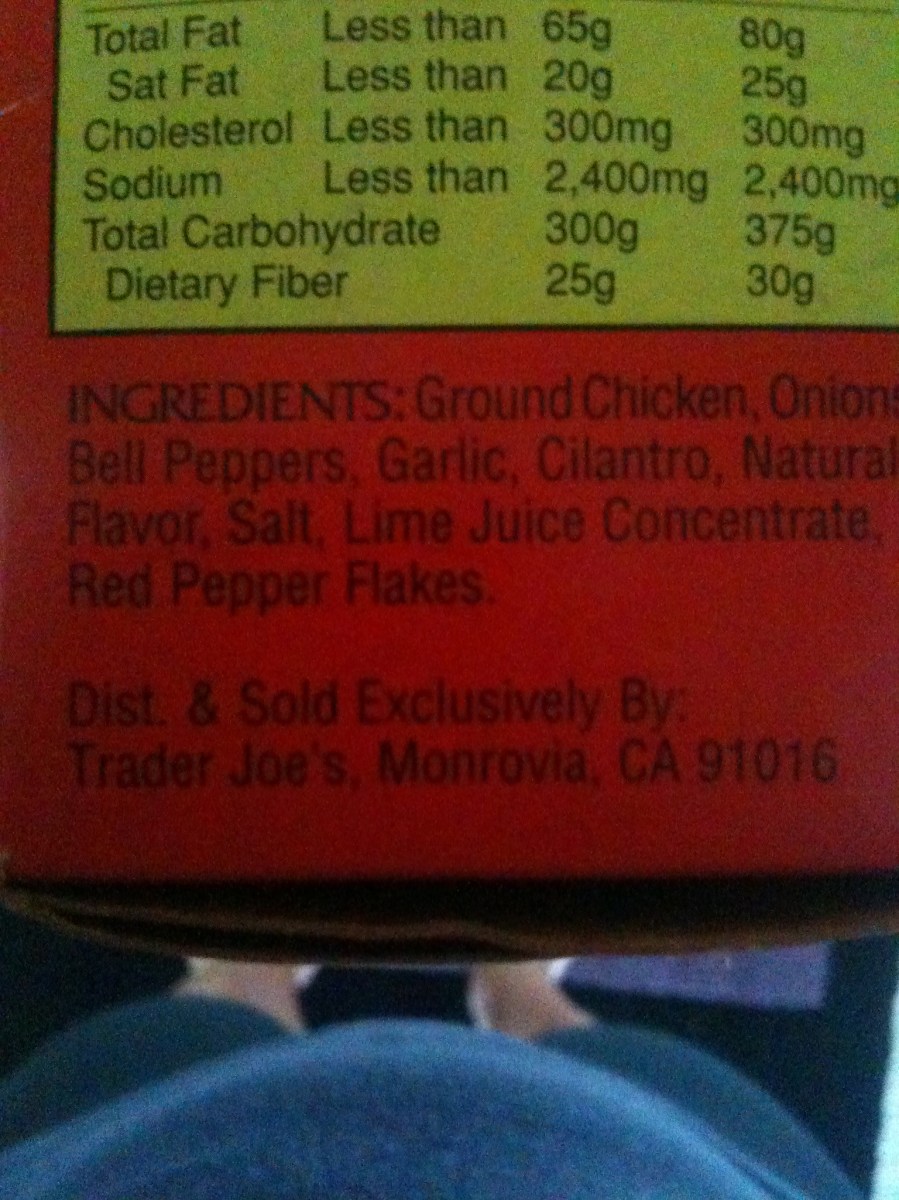 Total Fat Less than 65g 80g
Sat Fat Less than 20g 25g
Cholesterol Less than 300mg 300mg
Sodium Less than 2,400mg 2,400mg
Total Carbohydrate 300g 375g
Dietary Fiber 25g 30g
INGREDIENTS: Ground Chicken, Onions
Bell Peppers, Garlic, Cilantro, Natural
Flavor, Salt, Lime Juice Concentrate,
Red Pepper Flakes.
Dist. & Sold Exclusively By:
Trader Joe's, Monrovia, CA 91016